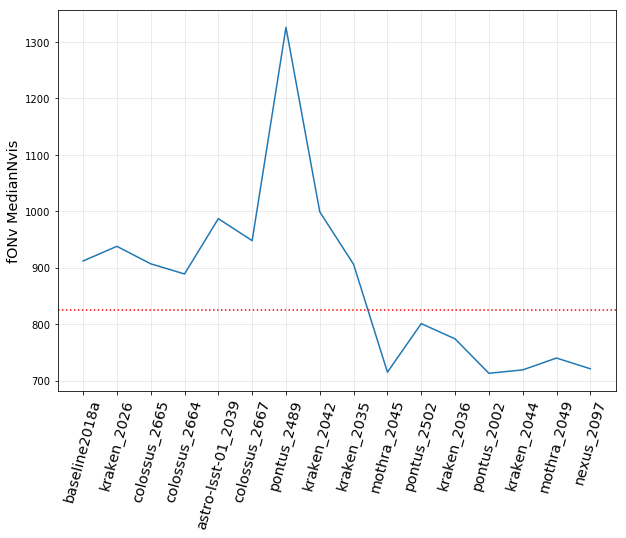 1300
1200
1100
1000
900
800
700
fONv MedianNvis
baseline2018a
kraken_2026
colossus_2665
colossus_2664
astro-lsst-01_2039
colossus_2667
pontus_2489
kraken_2042
kraken_2035
mothra_2045
pontus_2502
kraken_2036
pontus_2002
kraken_2044
mothra_2049
nexus_2097